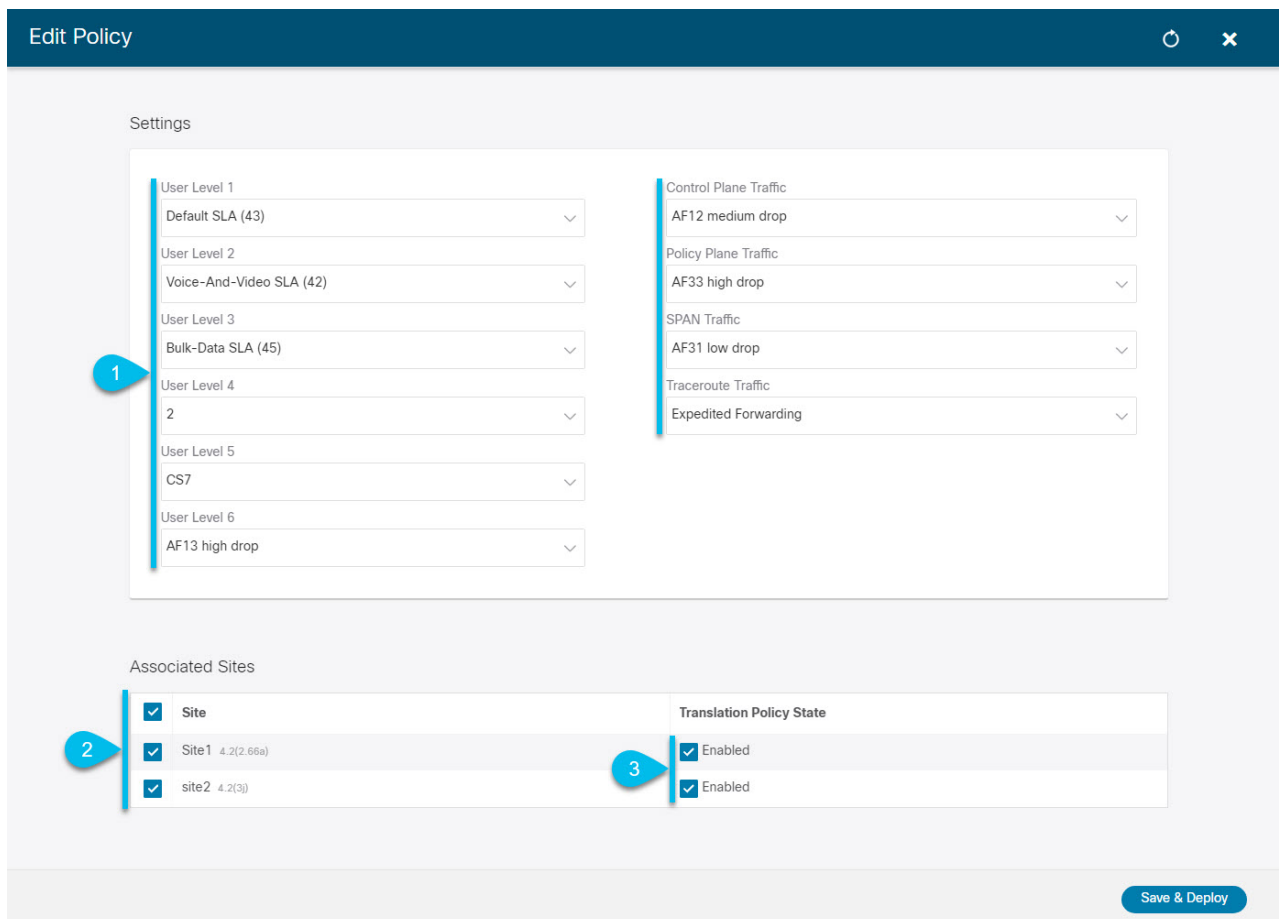 Edit Policy
Settings
User Level 1
Default SLA (43)
User Level 2
Voice-And-Video SLA (42)
User Level 3
Bulk-Data SLA (45)
1
User Level 4
2
User Level 5
CS7
User Level 6
AF13 high drop
Control Plane Traffic
AF12 medium drop
Policy Plane Traffic
AF33 high drop
SPAN Traffic
AF31 low drop
Traceroute Traffic
Expedited Forwarding
Associated Sites
Site Translation Policy State
2
Site1 4.2(2.66a) Enabled
3
site2 4.2(3j) Enabled
Save & Deploy